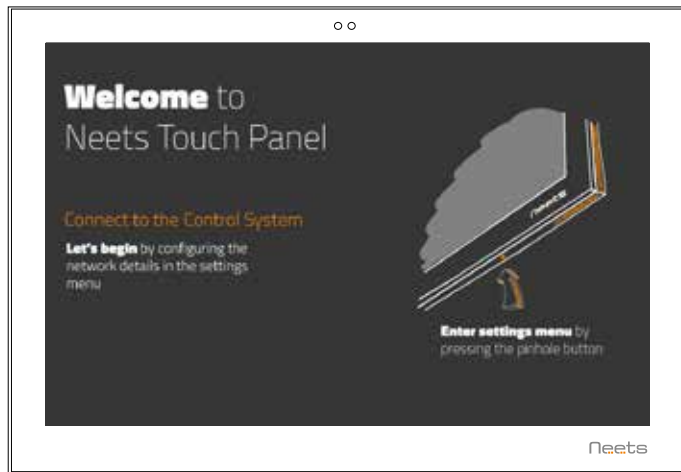 Welcome to
Neets Touch Panel
Connect to the Control System
Let's begin by configuring the
network details in the settings
menu
neets
Enter settings menu by
pressing the pinhole button
Neets